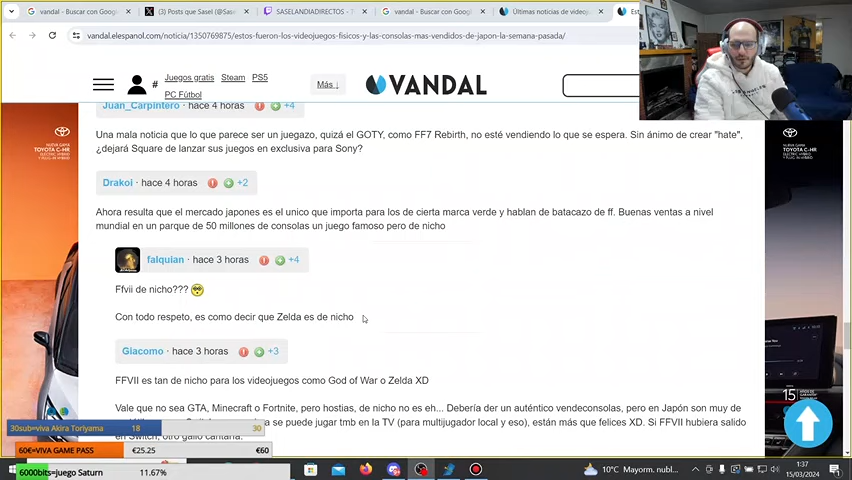 vandal - Buscar con Goog
Posts que Sasel (@Sase
SASELANDIADIRECTOS - T
vandal - Buscar con Google
Últimas noticias de videoj
Est
vandal.elespanol.com/noticia/1350769875/estos-fueron-los-videojuegos-fisicos-y-las-consolas-mas-vendidos-de-japon-la-semana-pasada/
# Juegos gratis Steam PS5
PC Fútbol
Más ↓
VANDAL
Juan_Carpintero · hace 4 horas +4
Una mala noticia que lo que parece ser un juegazo, quizá el GOTY, como FF7 Rebirth, no esté vendiendo lo que se espera. Sin ánimo de crear "hate",
¿dejará Square de lanzar sus juegos en exclusiva para Sony?
Drakoi · hace 4 horas +2
Ahora resulta que el mercado japones es el unico que importa para los de cierta marca verde y hablan de batacazo de ff. Buenas ventas a nivel
mundial en un parque de 50 millones de consolas un juego famoso pero de nicho
falquian · hace 3 horas +4
Ffvii de nicho???
Con todo respeto, es como decir que Zelda es de nicho
Giacomo · hace 3 horas +3
FFVII es tan de nicho para los videojuegos como God of War o Zelda XD
Vale que no sea GTA, Minecraft o Fortnite, pero hostias, de nicho no es eh... Debería der un auténtico vendeconsolas, pero en Japón son muy de
se puede jugar tmb en la TV (para multijugador local y eso), están más que felices XD. Si FFVII hubiera salido
en Switch, otro gallo cantaría.
TOYOTA C-HR
TOYOTA C-HR
15
30sub=viva Akira Toriyama 18 30
60€=VIVA GAME PASS €25.25 €60
6000bits=juego Saturn 11.67%
10°C Mayorm. nubl...
1:37
15/03/2024